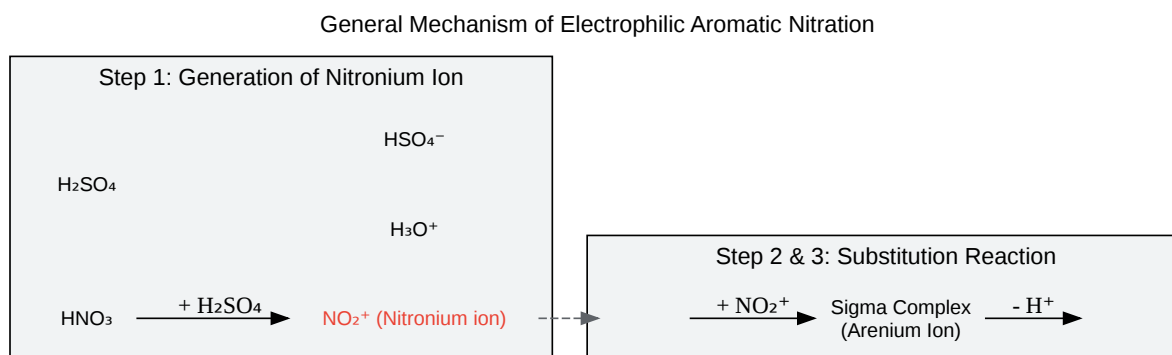 General Mechanism of Electrophilic Aromatic Nitration
Step 1: Generation of Nitronium Ion
HSO₄⁻
H₂SO₄
H₃O⁺
HNO₃
+ H₂SO₄
NO₂⁺ (Nitronium ion)
Step 2 & 3: Substitution Reaction
+ NO₂⁺
Sigma Complex
(Arenium Ion)
- H⁺